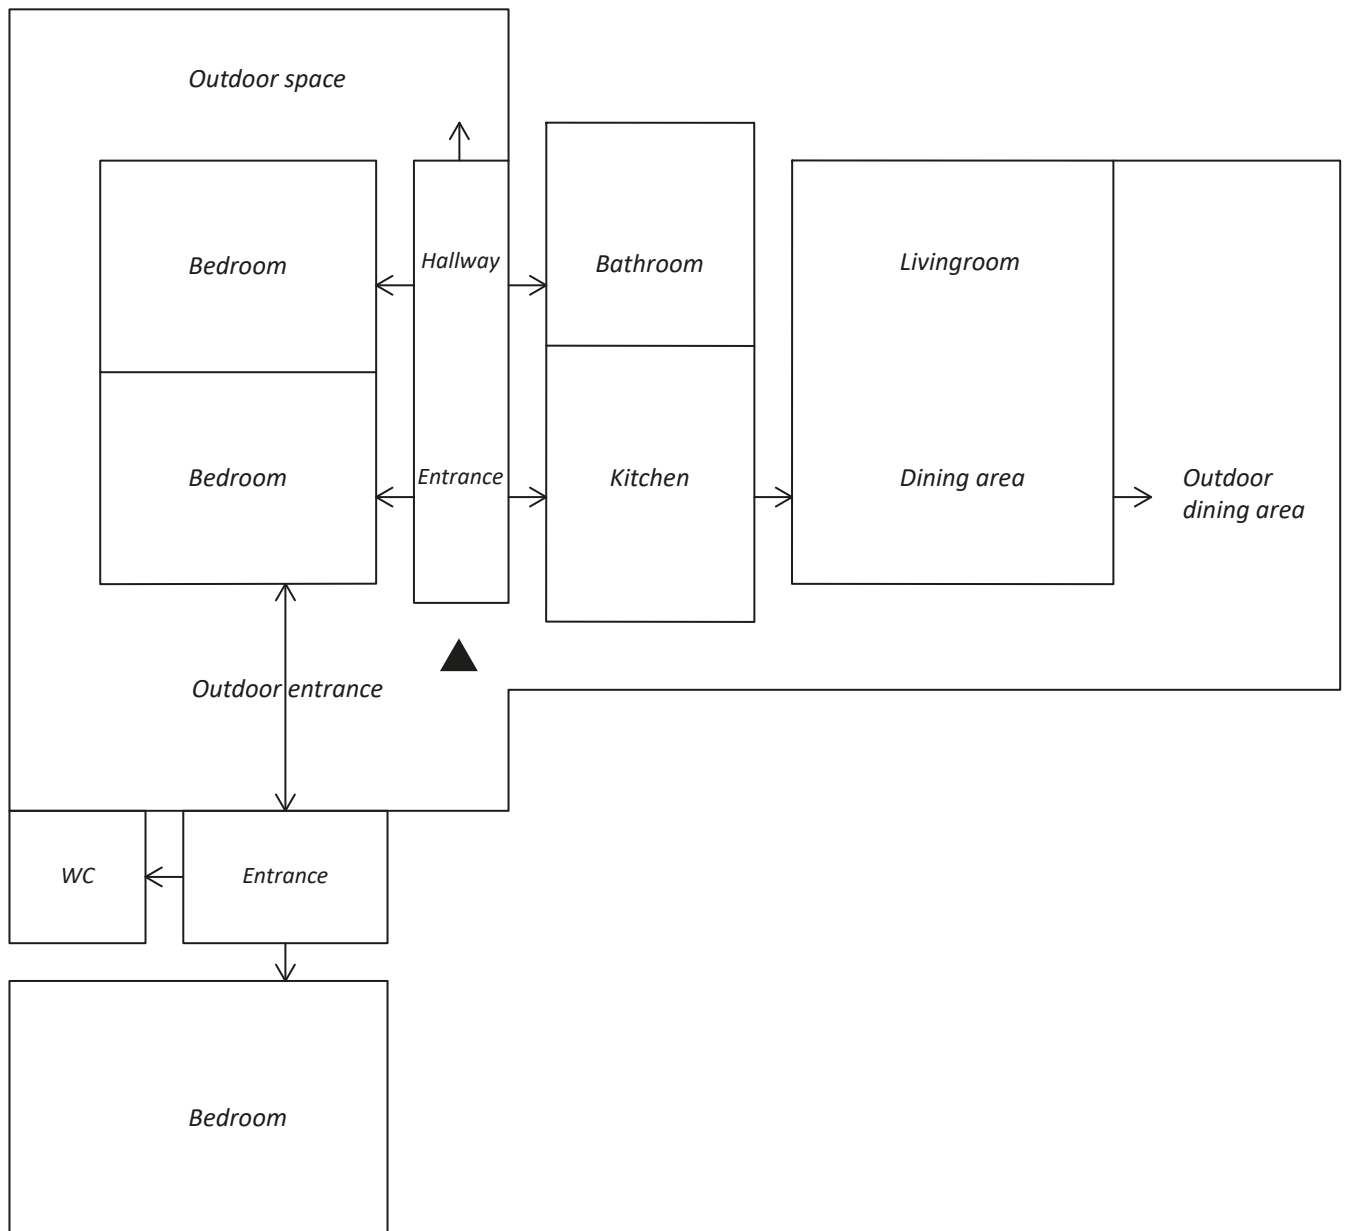 Outdoor space
Bedroom
Hallway
Bathroom
Livingroom
Bedroom
Entrance
Kitchen
Dining area
Outdoor
dining area
Outdoor entrance
WC
Entrance
Bedroom